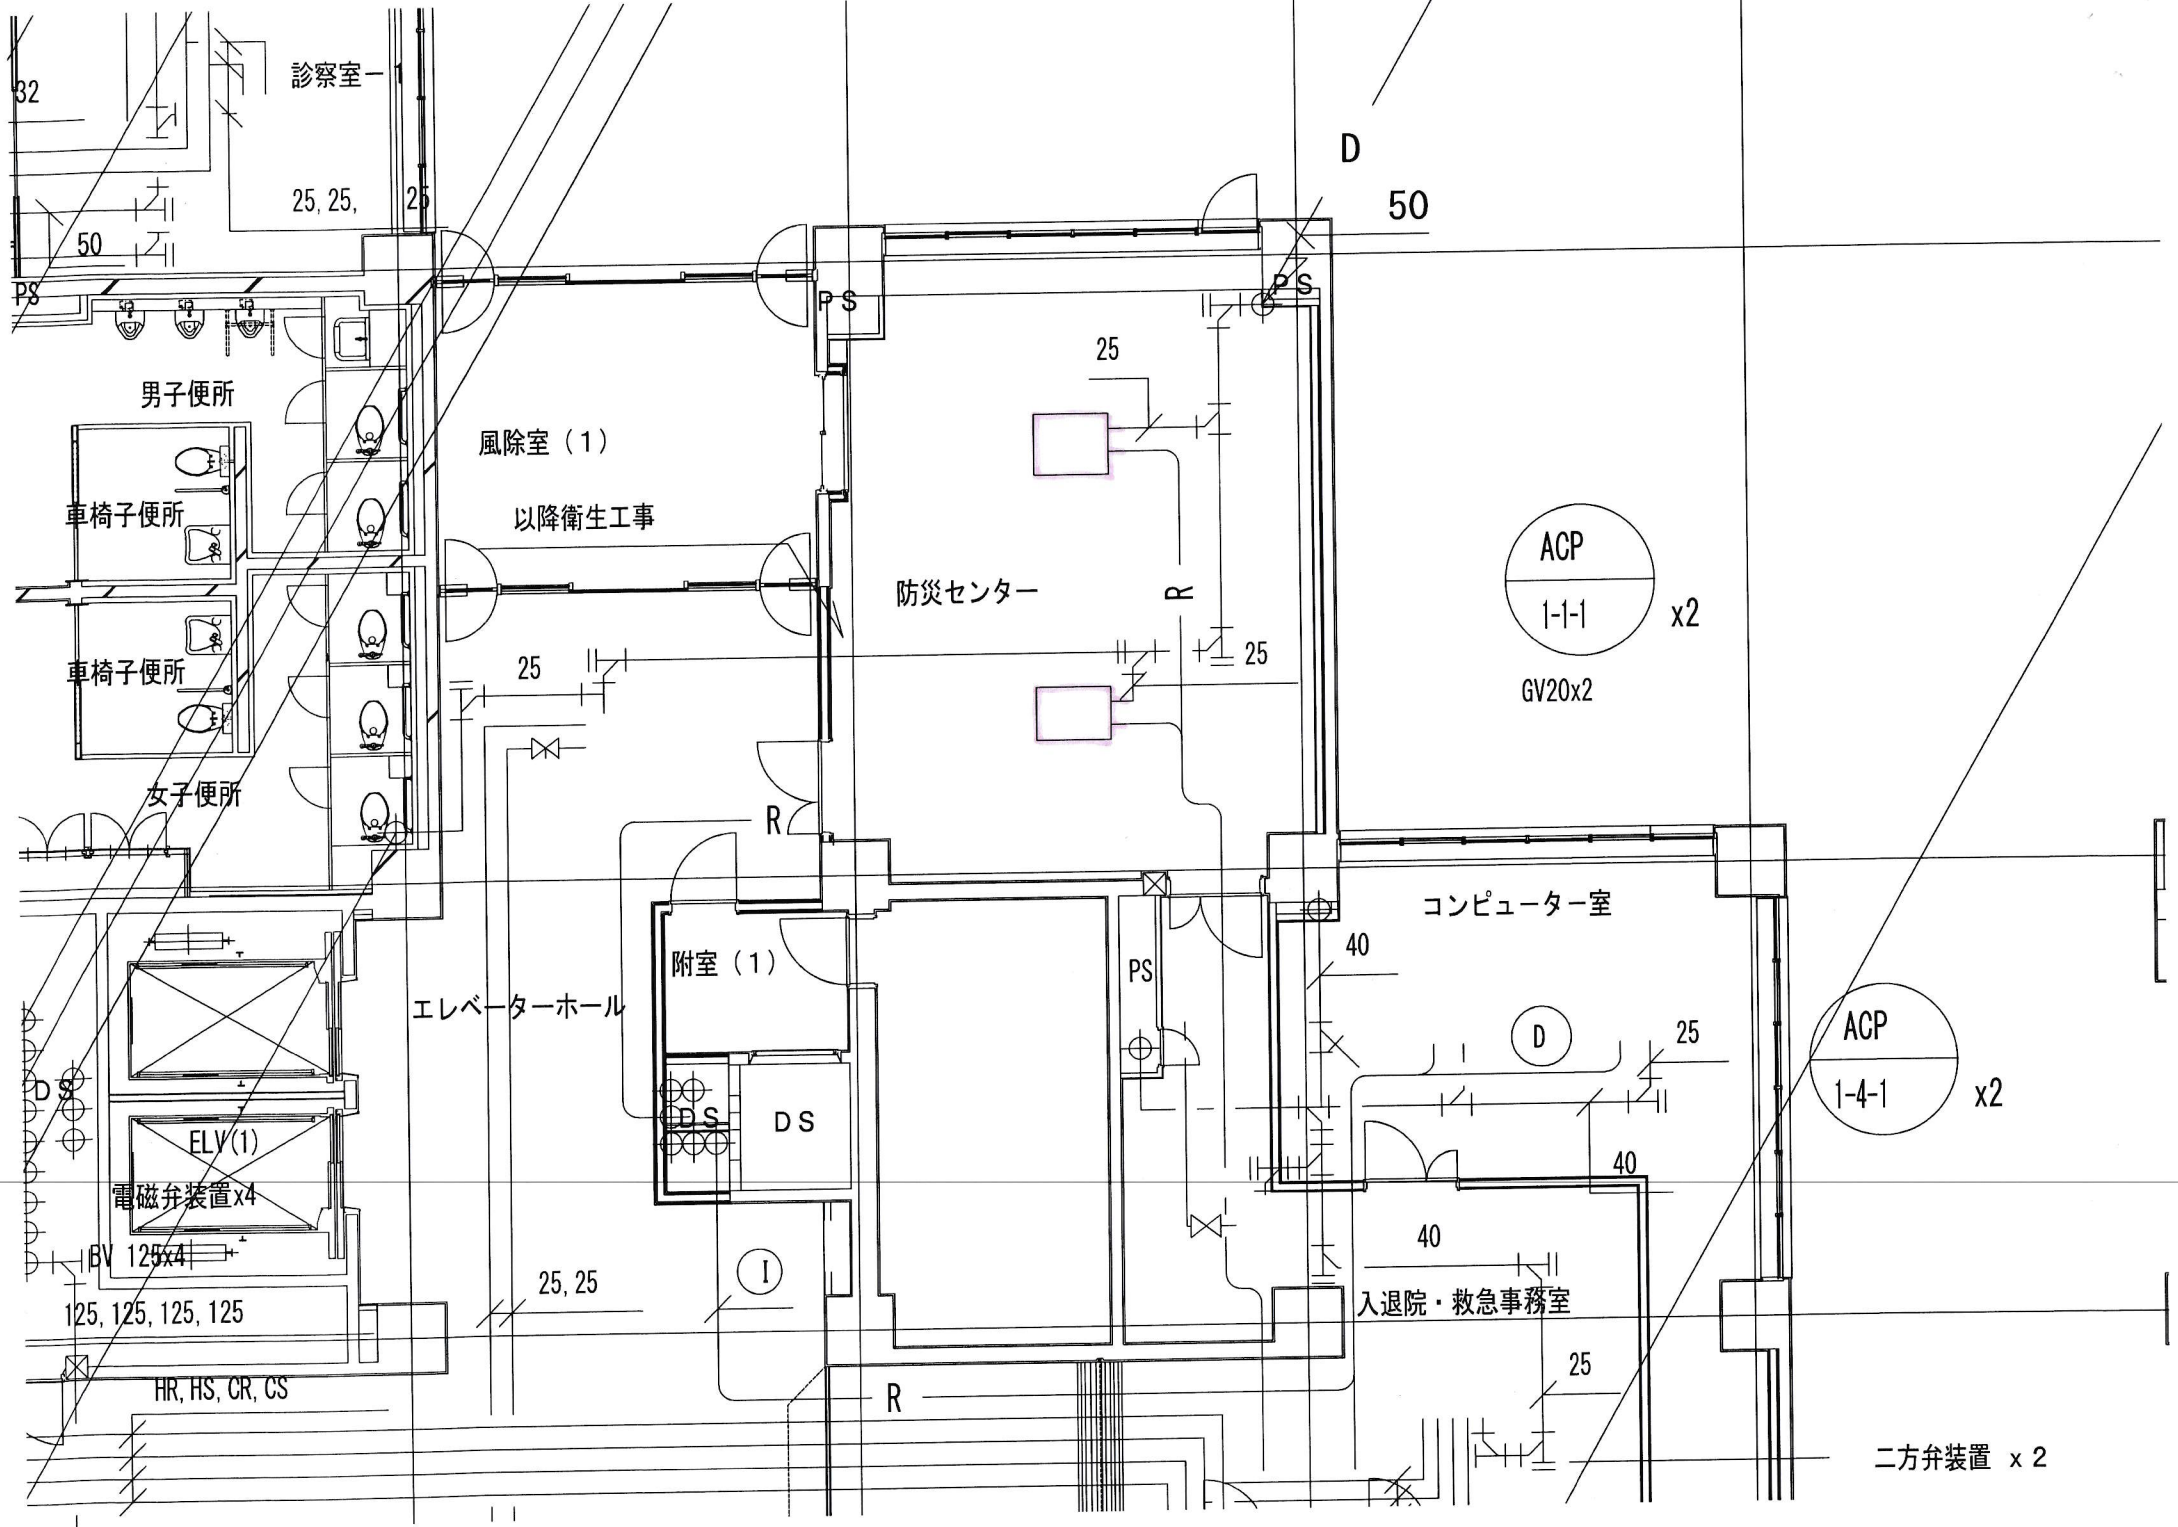 診察室－1
32
D
25, 25,
25
50
50
PS
PS
PS
25
男子便所
風除室（1）
車椅子便所
以降衛生工事
ACP
1-1-1
x2
防災センター
R
25
25
車椅子便所
GV20x2
女子便所
R
コンピューター室
40
附室（1）
PS
エレベーターホール
D
25
ACP
1-4-1
x2
DS
DS
DS
ELV(1)
40
電磁弁装置x4
BV 125x4
40
I
25, 25
125, 125, 125, 125
入退院・救急事務室
25
HR, HS, CR, CS
R
二方弁装置 x 2